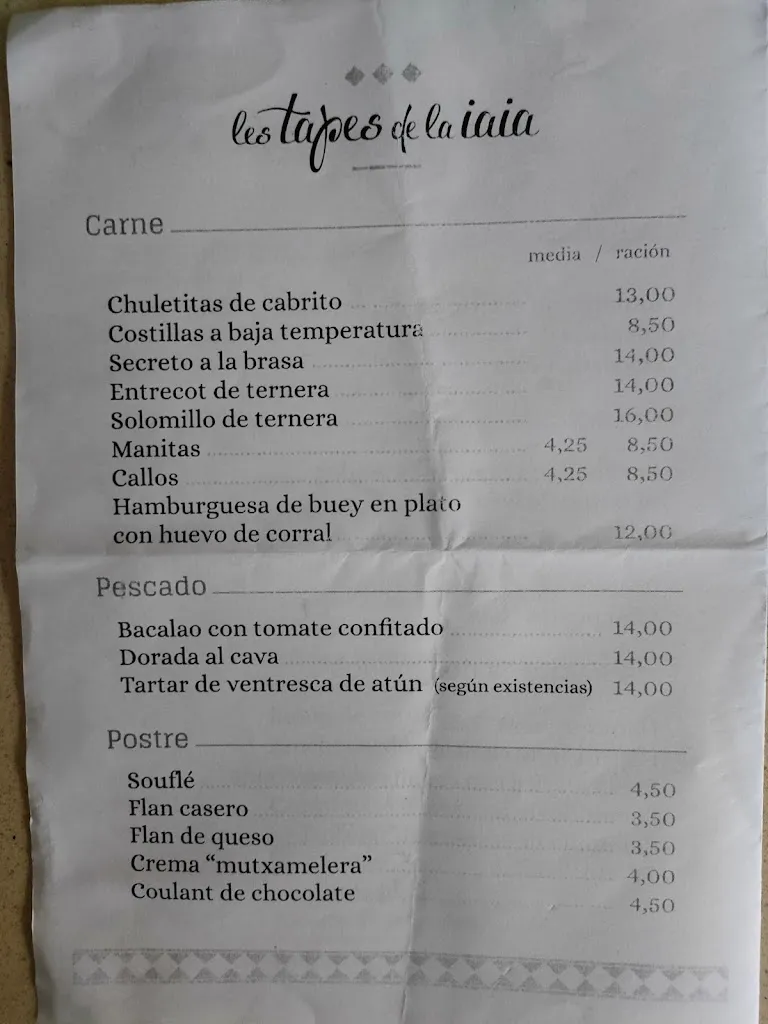 les tapes de la iaia
Carne
media / ración
Chuletitas de cabrito 13,00
Costillas a baja temperatura 8,50
Secreto a la brasa 14,00
Entrecot de ternera 14,00
Solomillo de ternera 16,00
Manitas 4,25 8,50
Callos 4,25 8,50
Hamburguesa de buey en plato
con huevo de corral 12,00
Pescado
Bacalao con tomate confitado 14,00
Dorada al cava 14,00
Tartar de ventresca de atún (según existencias) 14,00
Postre
Souflé 4,50
Flan casero 3,50
Flan de queso 3,50
Crema “mutxamelera” 4,00
Coulant de chocolate 4,50